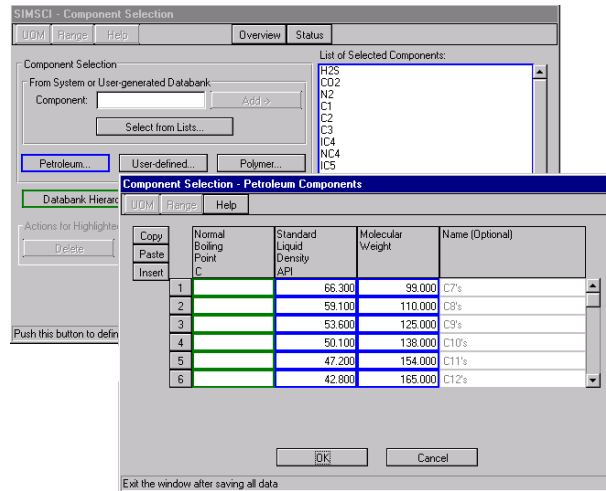 SIMSCI - Component Selection
UOM Range Help Overview Status
Component Selection
From System or User-generated Databank
Component: Add ->
Select from Lists...
Petroleum... User-defined... Polymer...
Databank Hierarc
Actions for Highlighte
Delete
Push this button to defin
List of Selected Components:
H2S
CO2
N2
C1
C2
C3
IC4
NC4
IC5
Component Selection - Petroleum Components
UOM Range Help
Copy
Paste
Insert
Normal
Boiling
Point
C
Standard
Liquid
Density
API
Molecular
Weight
Name (Optional)
1 66.300 99.000 C7's
2 59.100 110.000 C8's
3 53.600 125.000 C9's
4 50.100 138.000 C10's
5 47.200 154.000 C11's
6 42.800 165.000 C12's
OK Cancel
Exit the window after saving all data